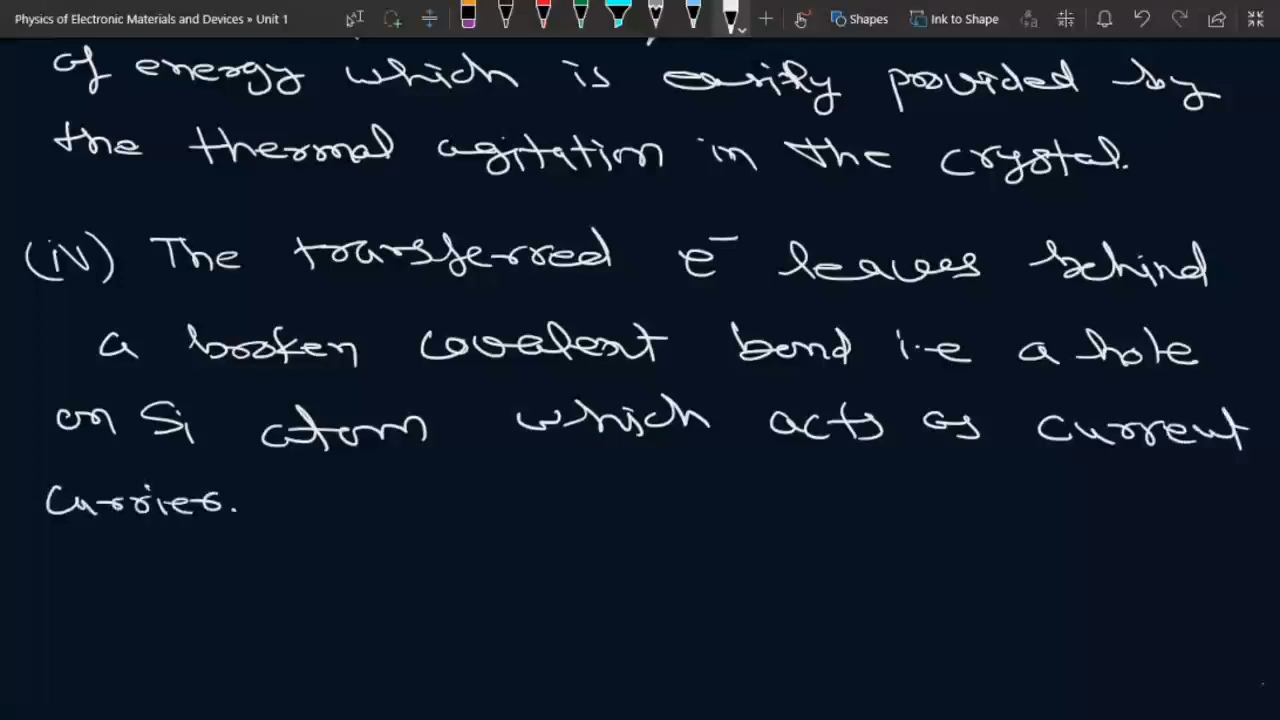 Physics of Electronic Materials and Devices » Unit 1
Shapes
Ink to Shape
of energy which is easily provided by
the thermal agitation in the crystal.
(iv) The transferred e⁻ leaves behind
a broken covalent bond i.e a hole
on Si atom which acts as current
carrier.